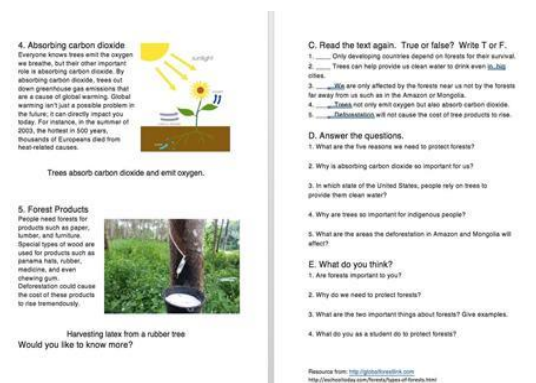 4. Absorbing carbon dioxide
Everyone knows trees emit the oxygen
we breathe, but their other important
role is absorbing carbon dioxide. By
absorbing carbon dioxide, trees cut
down greenhouse gas emissions that
are a cause of global warming. Global
warming isn't just a possible problem in
the future; it can directly impact you
today. For instance, in the summer of
2003, the hottest in 500 years,
thousands of Europeans died from
heat-related causes.
sunlight
Trees absorb carbon dioxide and emit oxygen.
5. Forest Products
People need forests for
products such as paper,
lumber, and furniture.
Special types of wood are
used for products such as
panama hats, rubber,
medicine, and even
chewing gum.
Deforestation could cause
the cost of these products
to rise tremendously.
Harvesting latex from a rubber tree
Would you like to know more?
C. Read the text again. True or false? Write T or F.
1. ____ Only developing countries depend on forests for their survival.
2. ____ Trees can help provide us clean water to drink even in big
cities.
3. ____ We are only affected by the forests near us not by the forests
far away from us such as in the Amazon or Mongolia.
4. ____ Trees not only emit oxygen but also absorb carbon dioxide.
5. ____ Deforestation will not cause the cost of tree products to rise.
D. Answer the questions.
1. What are the five reasons we need to protect forests?
2. Why is absorbing carbon dioxide so important for us?
3. In which state of the United States, people rely on trees to
provide them clean water?
4. Why are trees so important for indigenous people?
5. What are the areas the deforestation in Amazon and Mongolia will
affect?
E. What do you think?
1. Are forests important to you?
2. Why do we need to protect forests?
3. What are the two important things about forests? Give examples.
4. What do you as a student do to protect forests?
Resource from: http://globalforestlink.com
http://eschooltoday.com/forests/types-of-forests.html